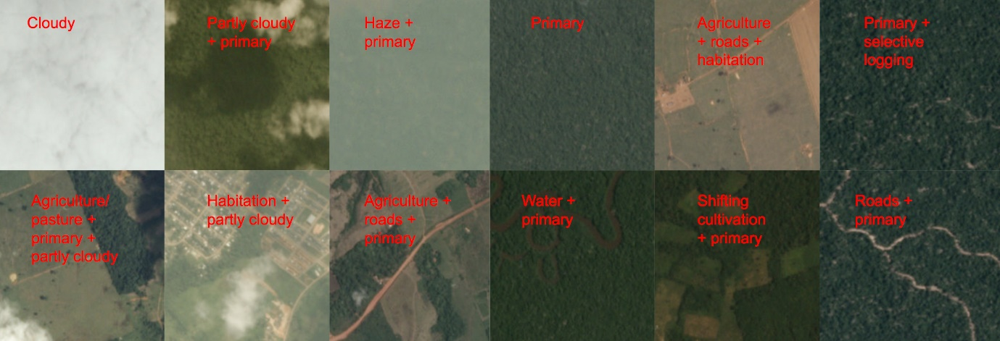 Cloudy
Partly cloudy
+ primary
Haze +
primary
Primary
Agriculture
+ roads +
habitation
Primary +
selective
logging
Agriculture/
pasture +
primary +
partly cloudy
Habitation +
partly cloudy
Agriculture +
roads +
primary
Water +
primary
Shifting
cultivation
+ primary
Roads +
primary